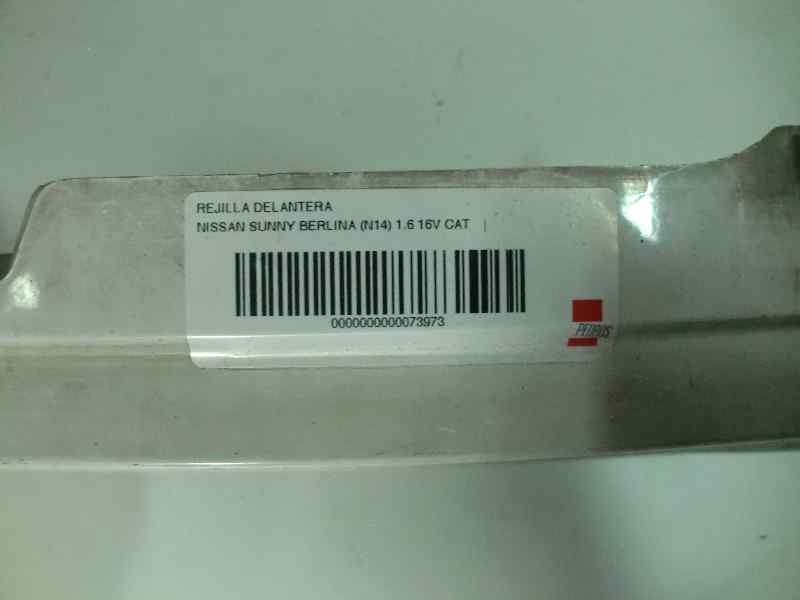 REJILLA DELANTERA
NISSAN SUNNY BERLINA (N14) 1.6 16V CAT |
0000000000073973